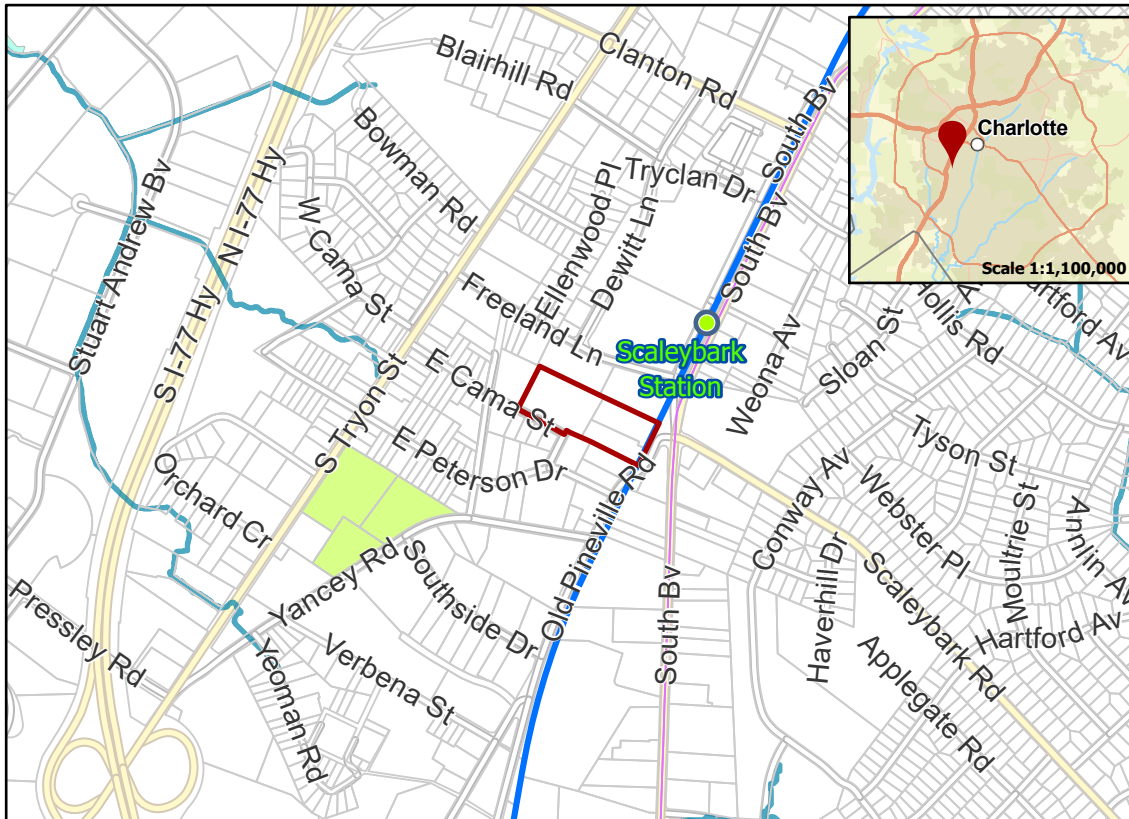 Blairhill Rd
Clanton Rd
South Bv
Charlotte
Scale 1:1,100,000
Bowman Rd
Tryclan Dr
N I-77 Hy
Stuart Andrew Bv
W Cama St
Ellenwood Pl
Dewitt Ln
South Bv
Freeland Ln
Hollis Rd
Hartford Av
Sloan St
Weona Av
Scaleybark
Station
S I-77 Hy
S Tryon St
E Cama St
E Peterson Dr
Orchard Cr
Tyson St
Conway Av
Webster Pl
Moultrie St
Annlin Av
Old Pineville Rd
Yancey Rd
Southside Dr
Pressley Rd
Haverhill Dr
Scaleybark Rd
Hartford Av
South Bv
Verbena St
Yeoman Rd
Applegate Rd